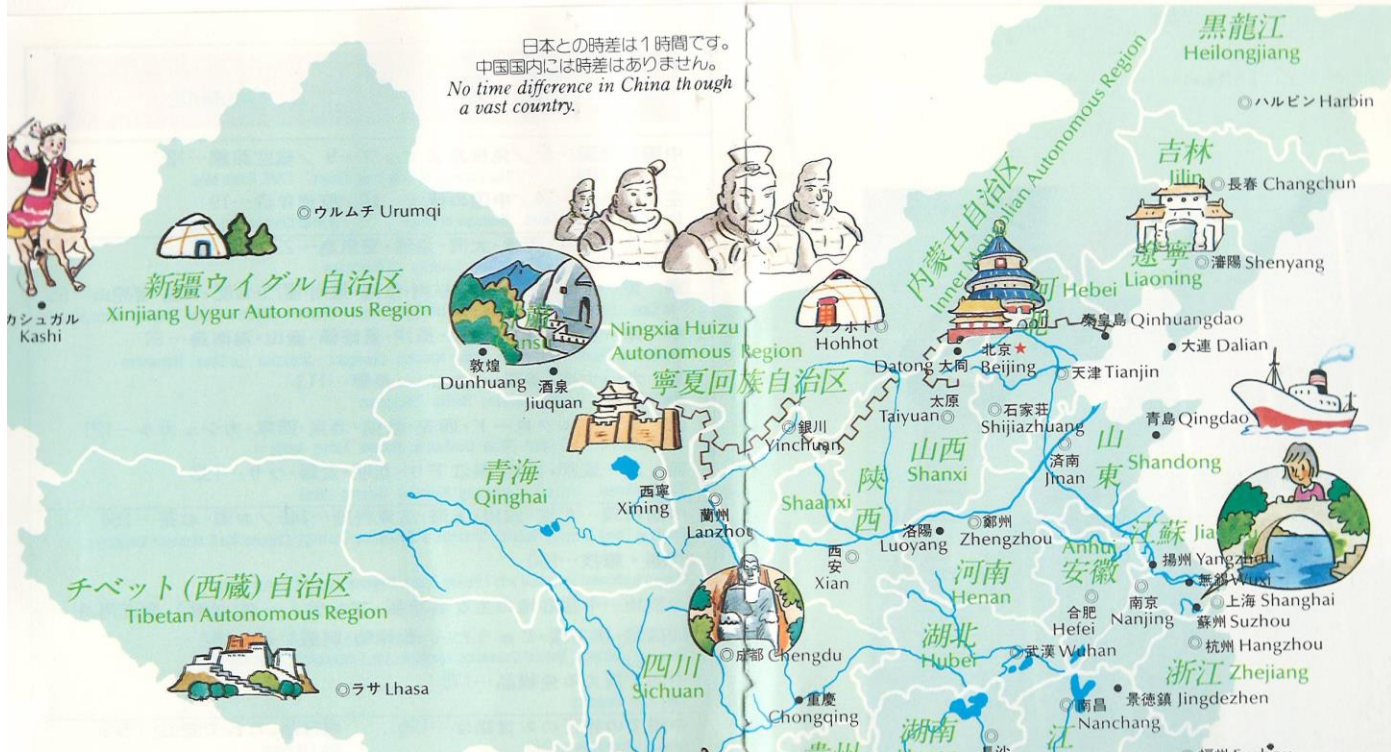 日本との時差は1時間です。
中国国内には時差はありません。
No time difference in China though
a vast country.
黒龍江
Heilongjiang
◎ハルビン Harbin
内蒙古自治区
Inner Mongolian Autonomous Region
吉林
Jilin
◎長春 Changchun
◎ウルムチ Urumqi
遼寧
Liaoning
◎瀋陽 Shenyang
新疆ウイグル自治区
Xinjiang Uygur Autonomous Region
カシュガル
Kashi
河
Hebei
秦皇島 Qinhuangdao
Ningxia Huizu
Autonomous Region
寧夏回族自治区
Hohhot
大連 Dalian
Datong 大同
北京★
Beijing
◎天津 Tianjin
敦煌
Dunhuang
酒泉
Jiuquan
太原
Taiyuan◎
◎石家荘
Shijiazhuang
青島 Qingdao
◎銀川
Yinchuan
山西
Shanxi
山東
Shandong
◎
済南
Jinan
青海
Qinghai
◎
西寧
Xining
陝西
Shaanxi
◎
蘭州
洛陽
Luoyang
◎鄭州
Zhengzhou
江蘇
西安◎
Xian
河南
Henan
Anhui
安徽
揚州 Yangzhou
無錫 Wuxi
チベット(西蔵)自治区
Tibetan Autonomous Region
◎
合肥
Hefei
◎
南京
Nanjing
◎上海 Shanghai
蘇州 Suzhou
◎杭州 Hangzhou
湖北
Hubei
◎武漢 Wuhan
◎成都 Chengdu
四川
Sichuan
浙江 Zhejiang
◎ラサ Lhasa
重慶
Chongqing
景徳鎮 Jingdezhen
◎南昌
Nanchang
湖南
江